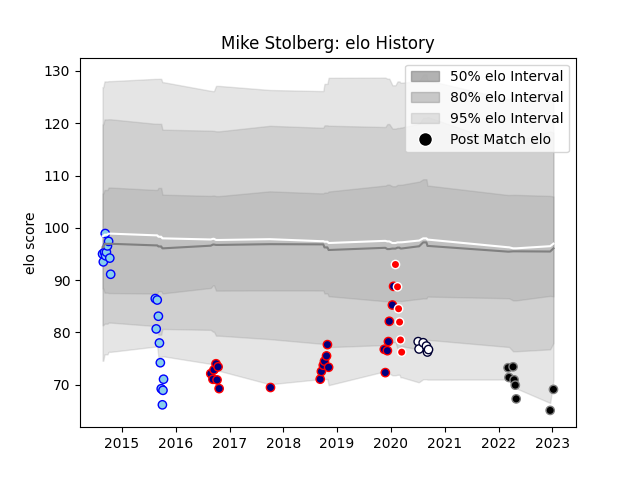 Mike Stolberg: elo History
130
120
110
100
90
80
70
elo score
50% elo Interval
80% elo Interval
95% elo Interval
Post Match elo
2015 2016 2017 2018 2019 2020 2021 2022 2023